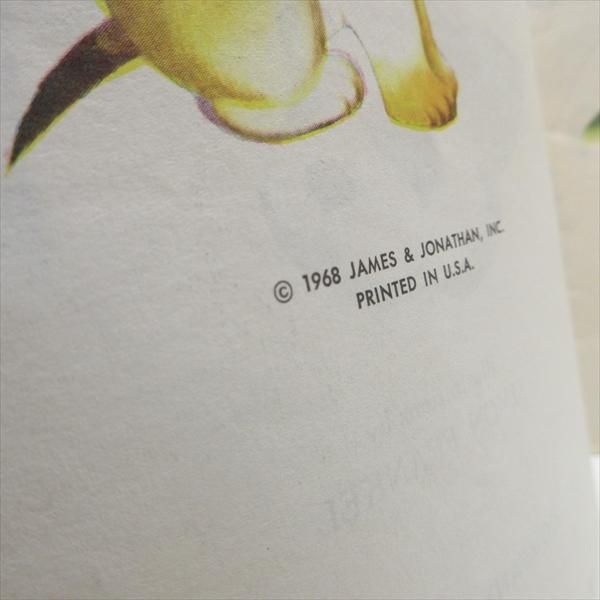 © 1968 JAMES & JONATHAN, INC.
PRINTED IN U.S.A.